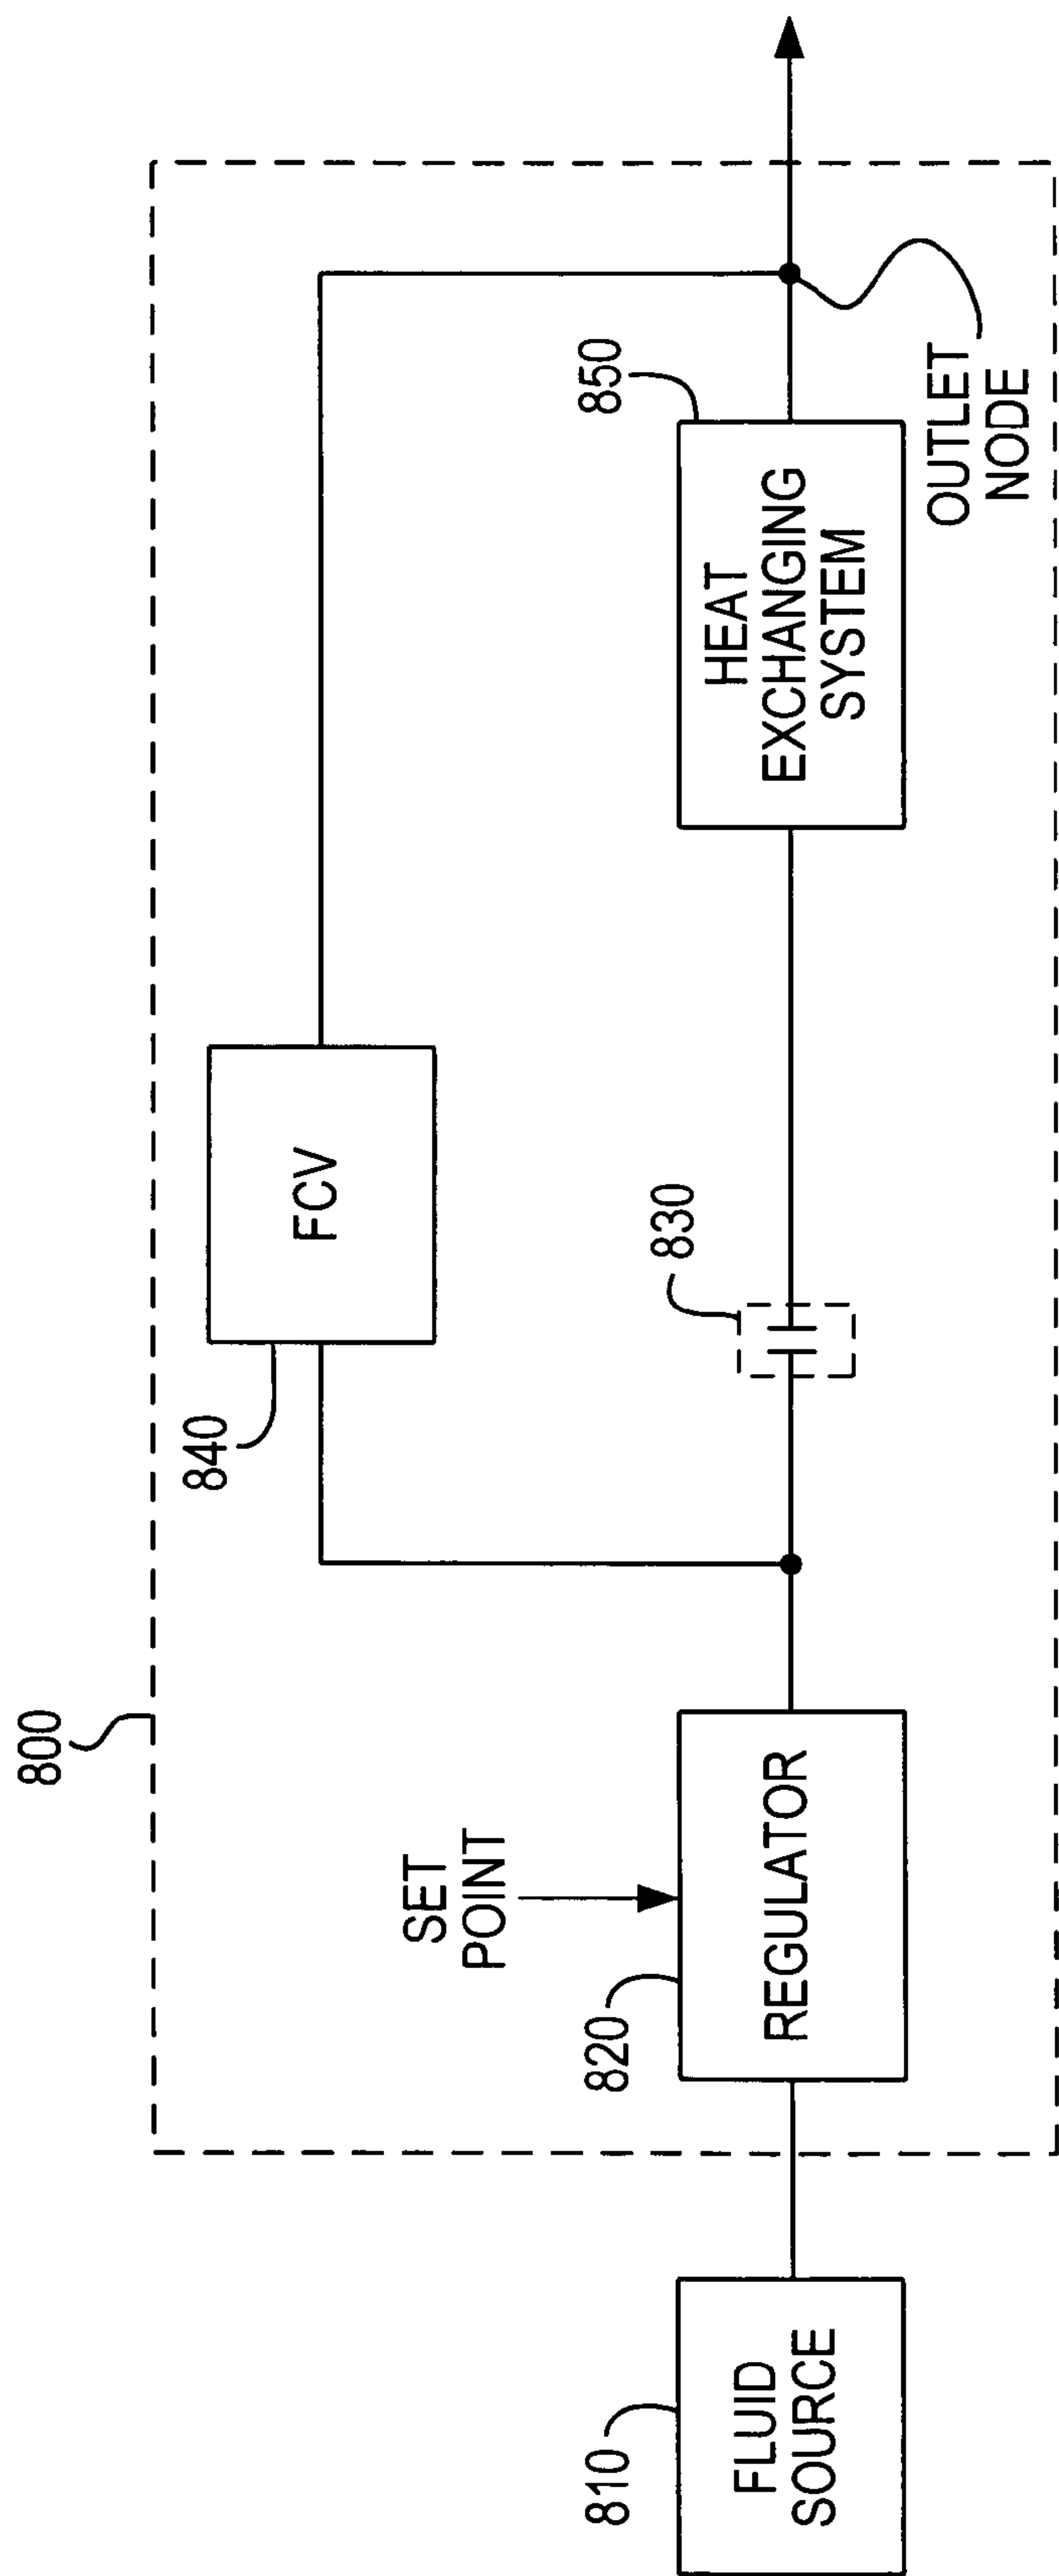 800
840
FCV
SET
POINT
820
REGULATOR
830
850
HEAT
EXCHANGING
SYSTEM
810
FLUID
SOURCE
OUTLET
NODE